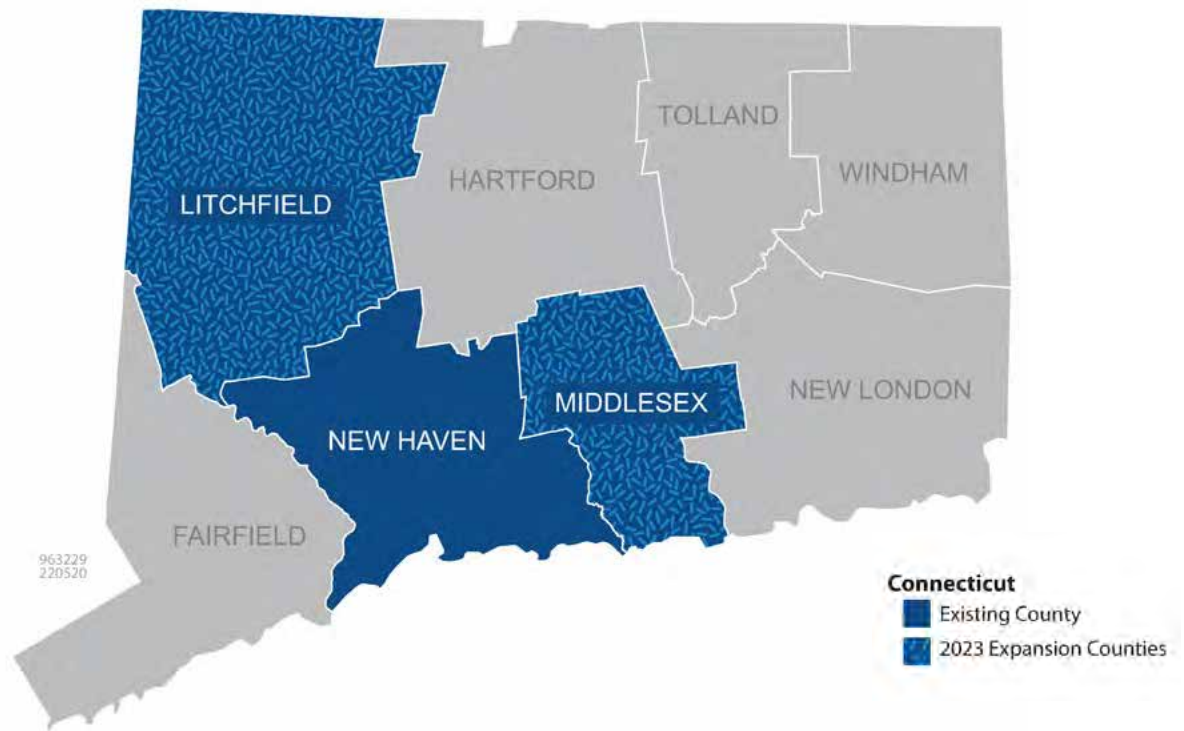 TOLLAND
HARTFORD
WINDHAM
LITCHFIELD
NEW LONDON
MIDDLESEX
NEW HAVEN
FAIRFIELD
963229
220520
Connecticut
Existing County
2023 Expansion Counties